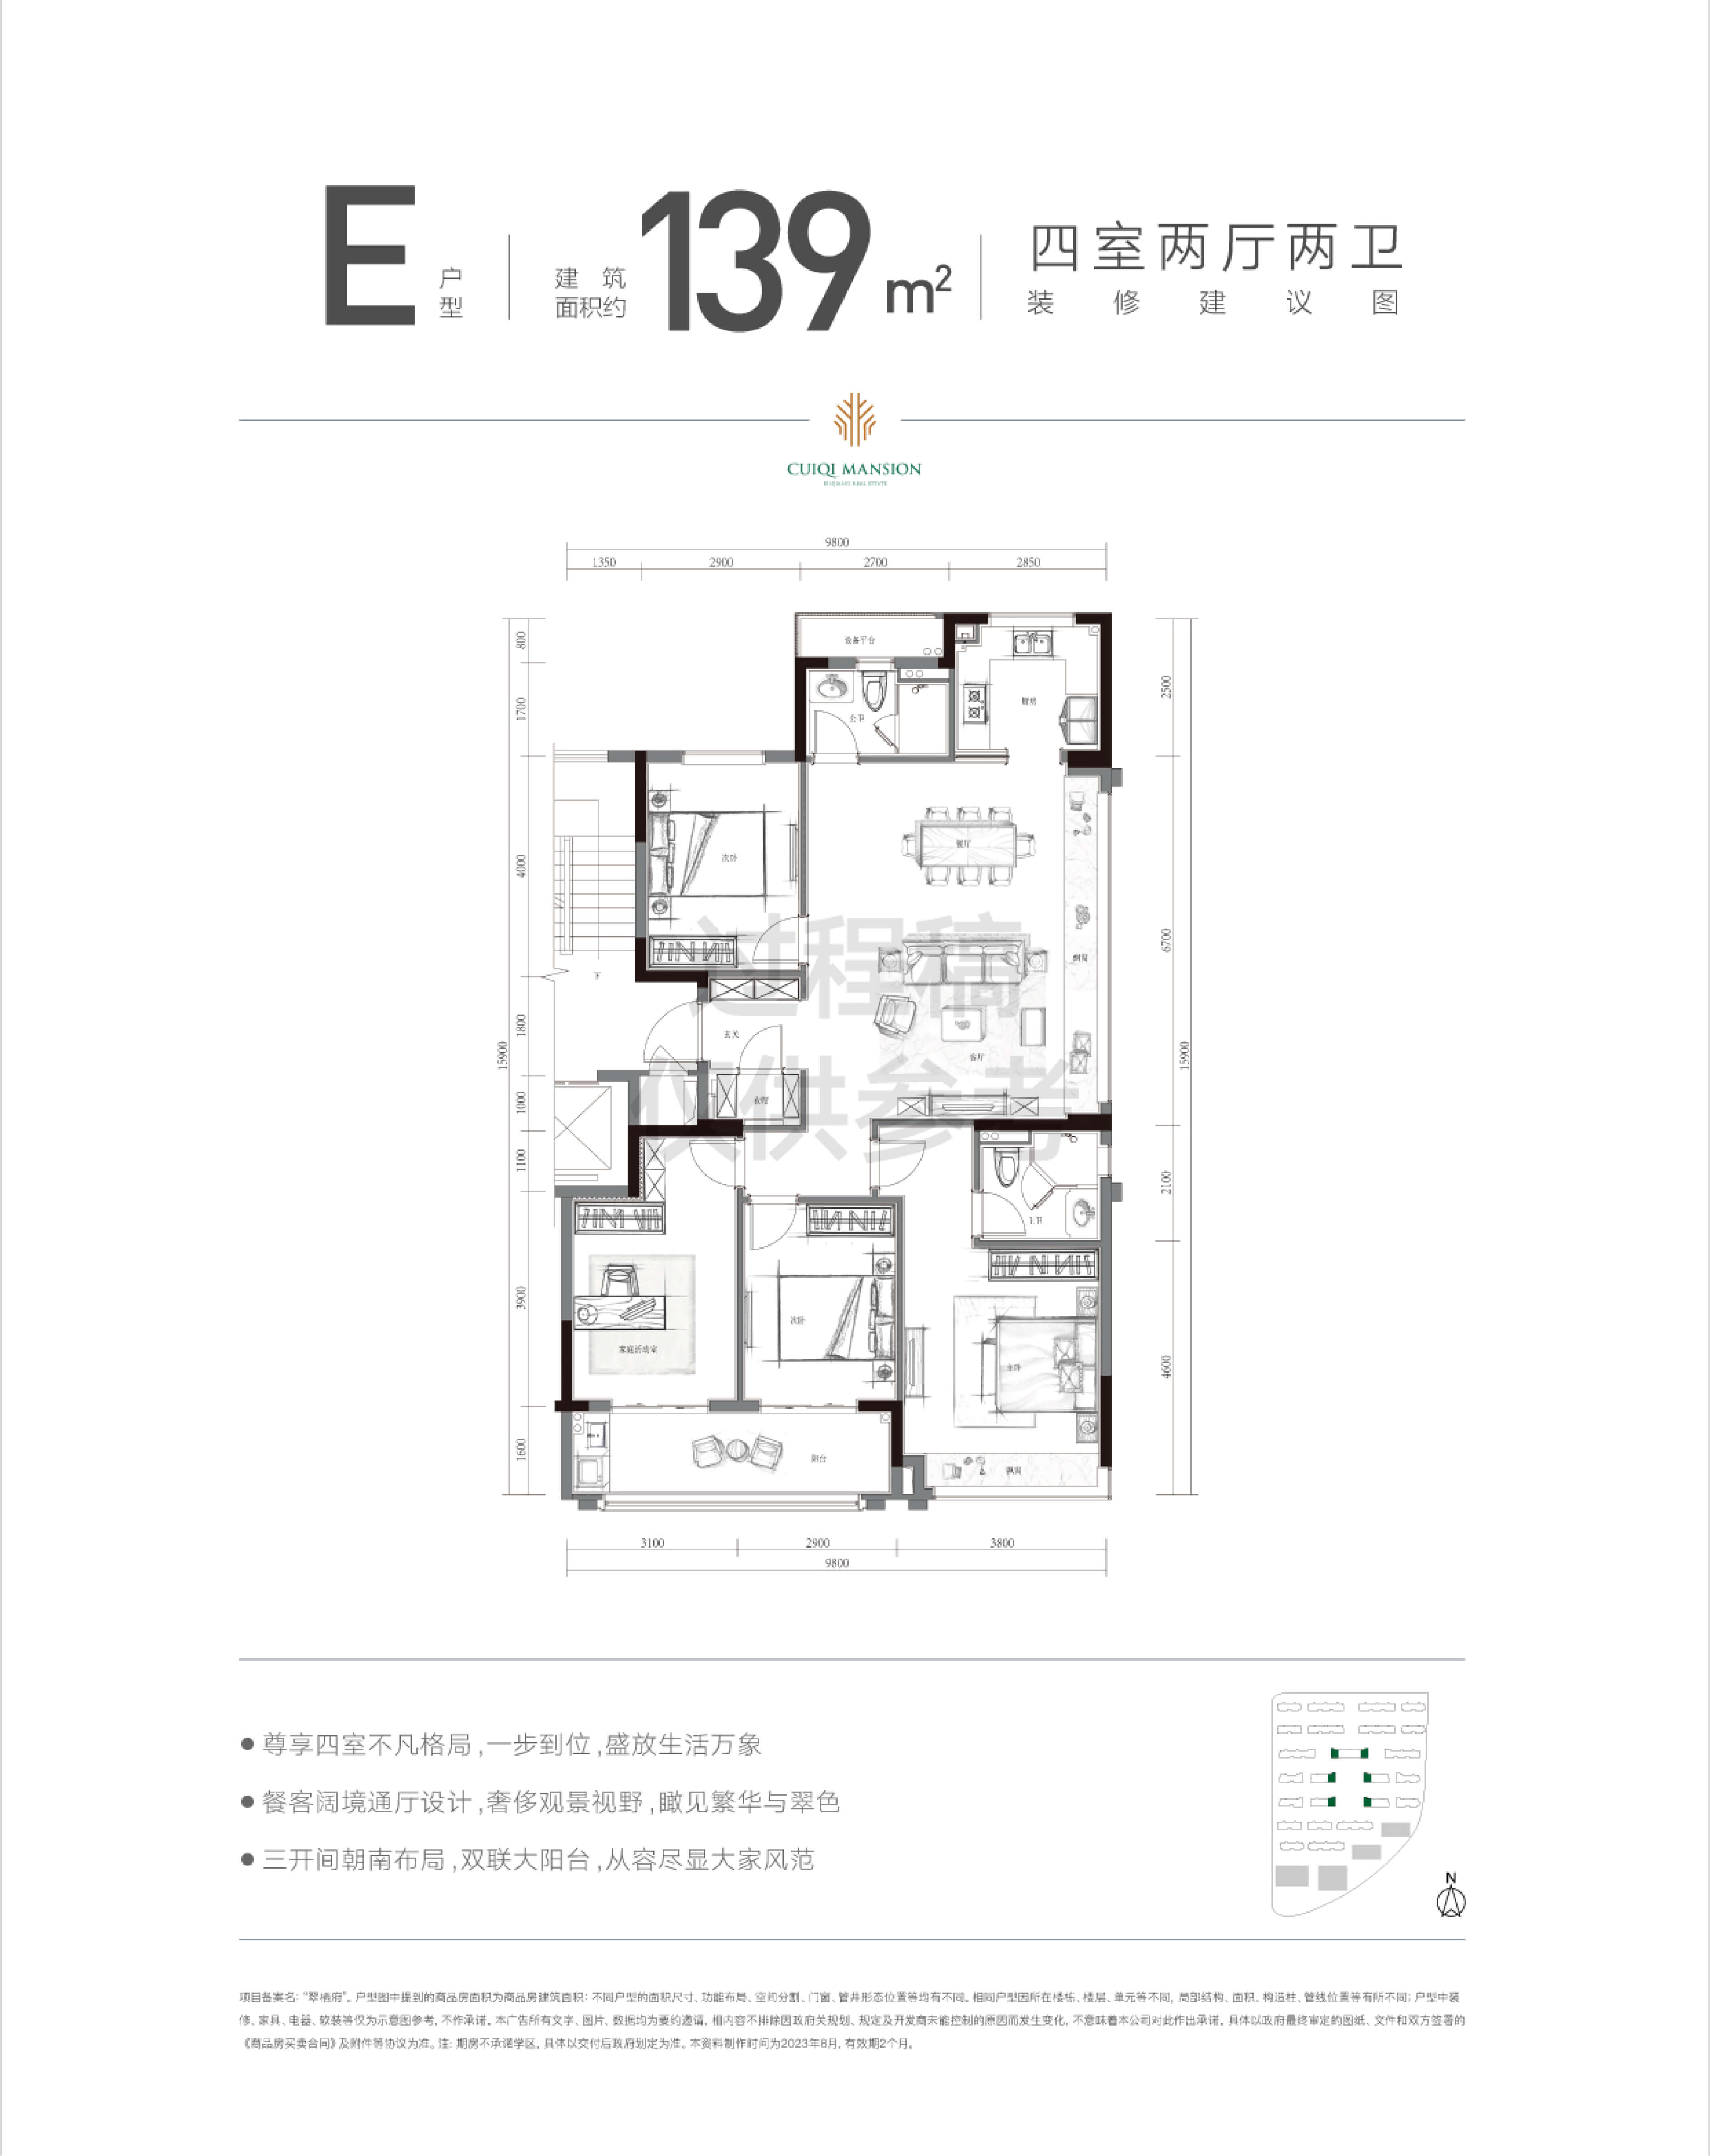 E
户型
建筑面积约
139m²
四室两厅两卫
装修建议图
CUIQI MANSION
9800
1350 2900 2700 2850
800
1700
4000
1800
15900
1000
1100
3900
1600
2500
6700
15900
2100
4600
设备平台
公卫
厨房
次卧
餐厅
飘窗
下
玄关
客厅
衣帽
主卫
次卧
家庭活动室
主卧
阳台
飘窗
过程稿
仅供参考
3100 2900 3800
9800
●尊享四室不凡格局,一步到位,盛放生活万象
●餐客阔境通厅设计,奢侈观景视野,瞰见繁华与翠色
●三开间朝南布局,双联大阳台,从容尽显大家风范
N
项目备案名:“翠栖府”。户型图中提到的商品房面积为商品房建筑面积;不同户型的面积尺寸、功能布局、空间分割、门窗、管井形态位置等均有不同。相同户型因所在楼栋、楼层、单元等不同,局部结构、面积、构造柱、管线位置等有所不同;户型中装
修、家具、电器、软装等仅为示意图参考,不作承诺。本广告所有文字、图片、数据均为要约邀请,相内容不排除因政府关规划、规定及开发商未能控制的原因而发生变化,不意味着本公司对此作出承诺。具体以政府最终审定的图纸、文件和双方签署的
《商品房买卖合同》及附件等协议为准。注:期房不承诺学区,具体以交付后政府划定为准。本资料制作时间为2023年8月,有效期2个月。